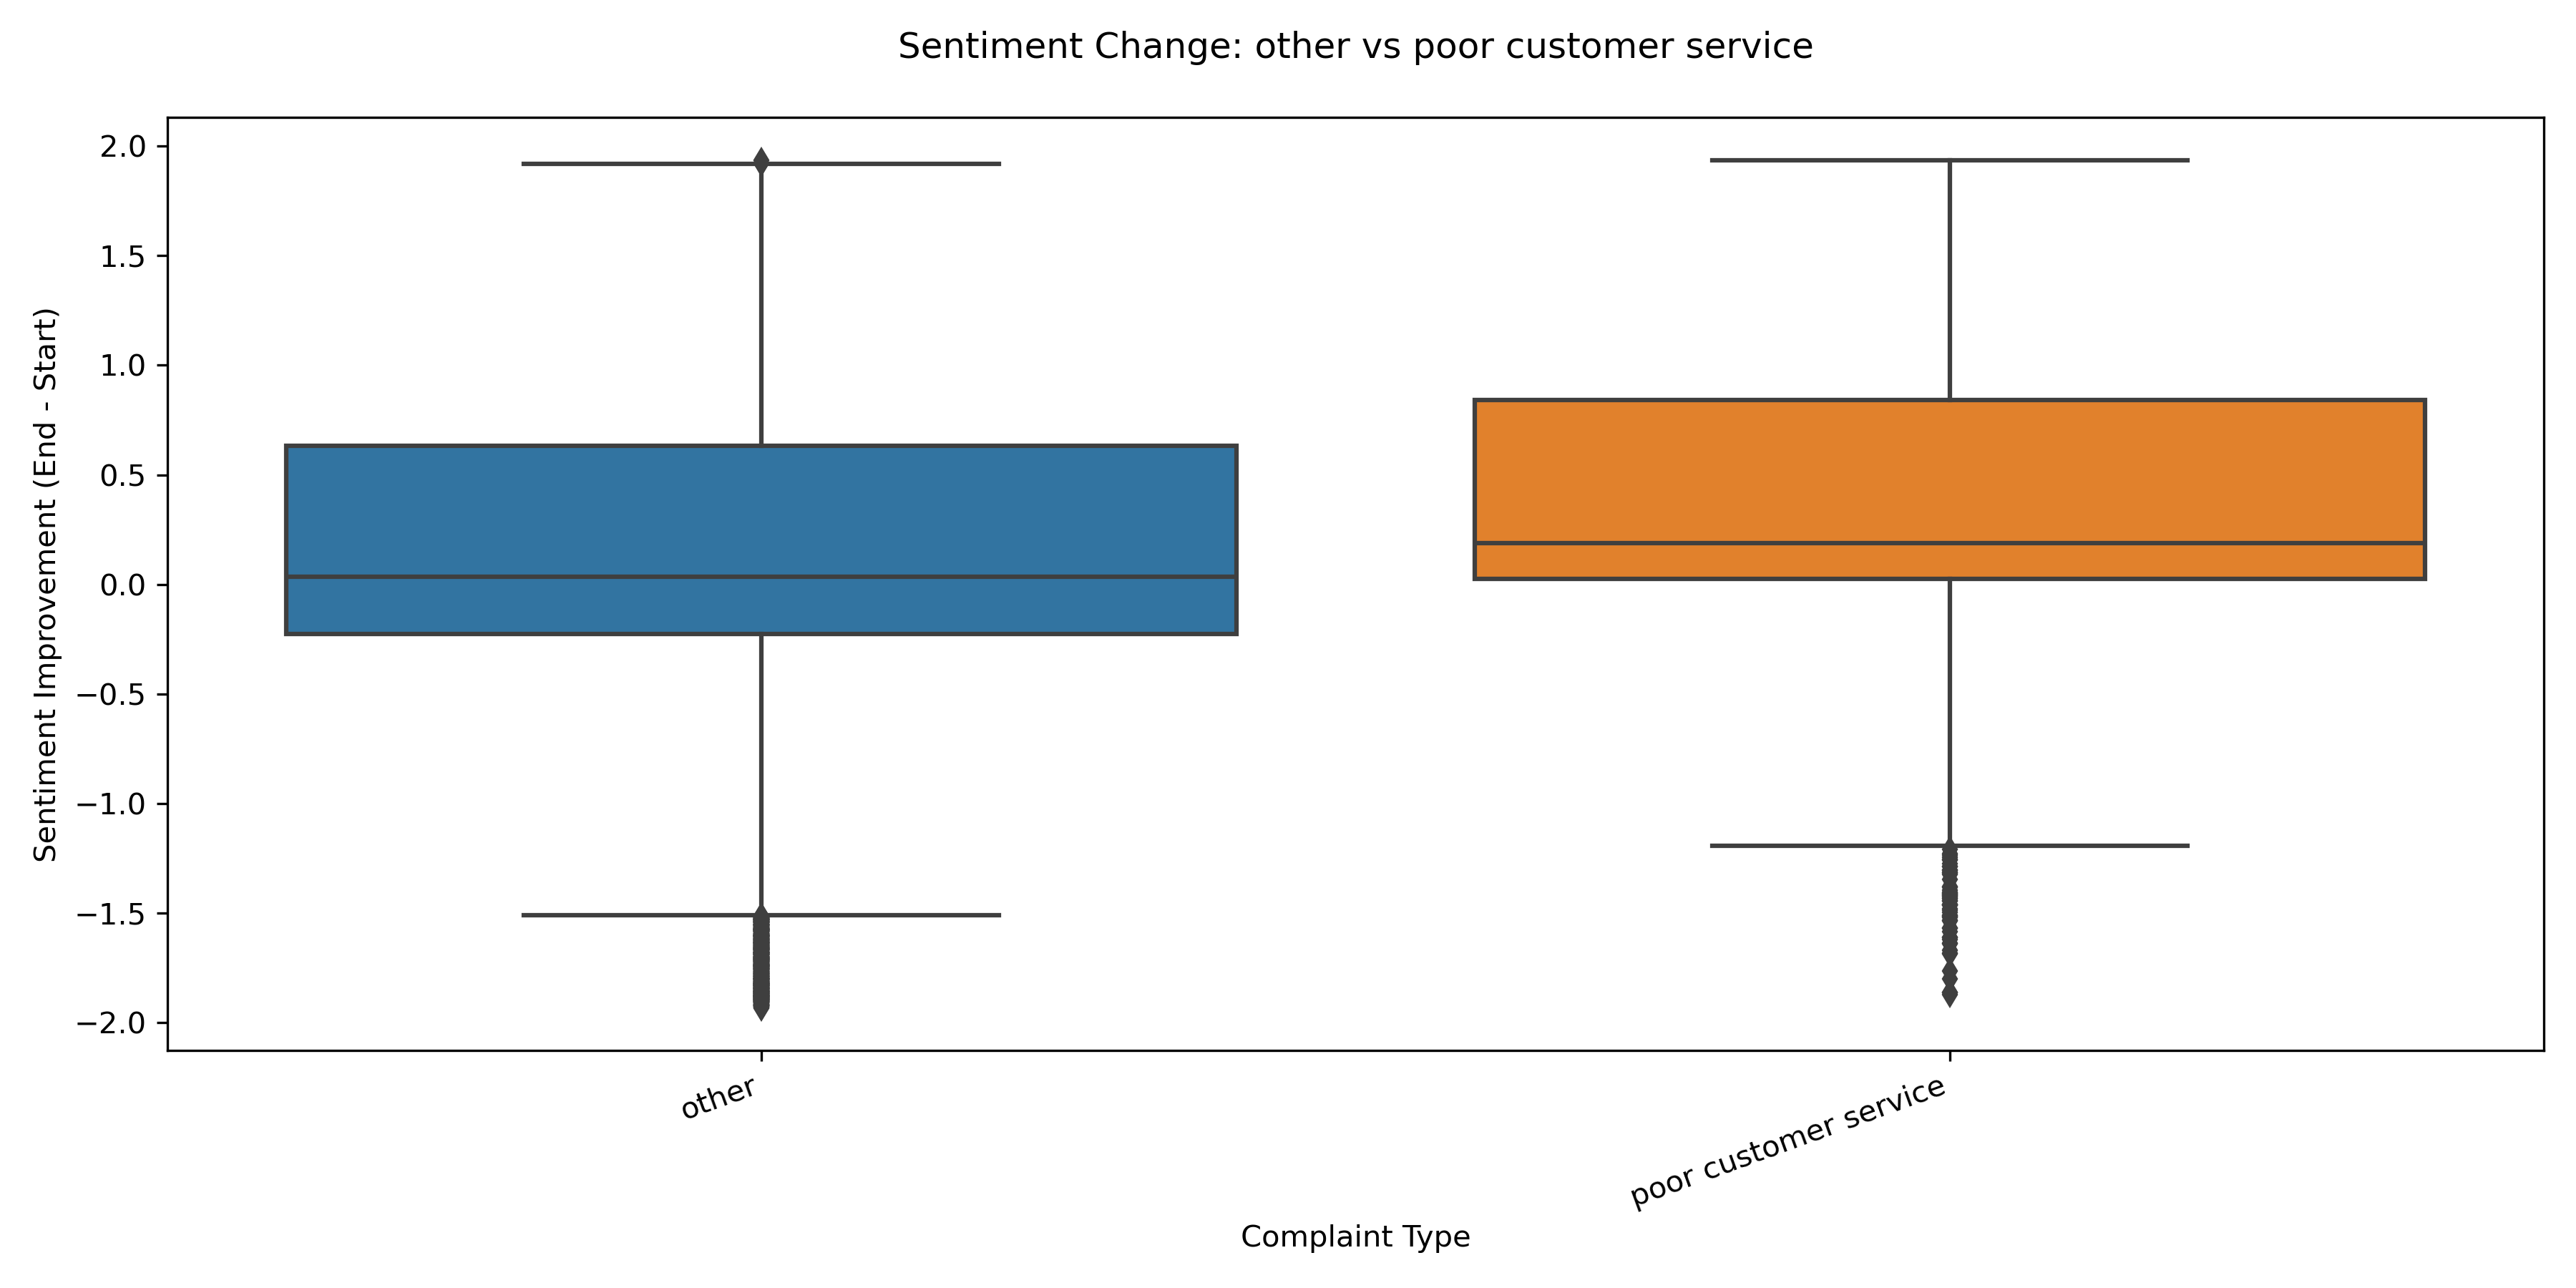 Sentiment Change: other vs poor customer service
Sentiment Improvement (End - Start)
2.0
1.5
1.0
0.5
0.0
−0.5
−1.0
−1.5
−2.0
other
poor customer service
Complaint Type